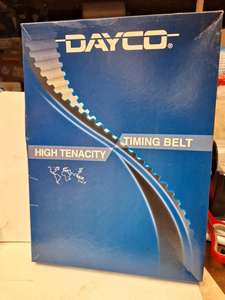 DAYCO®
TIMING BELT
HIGH TENACITY